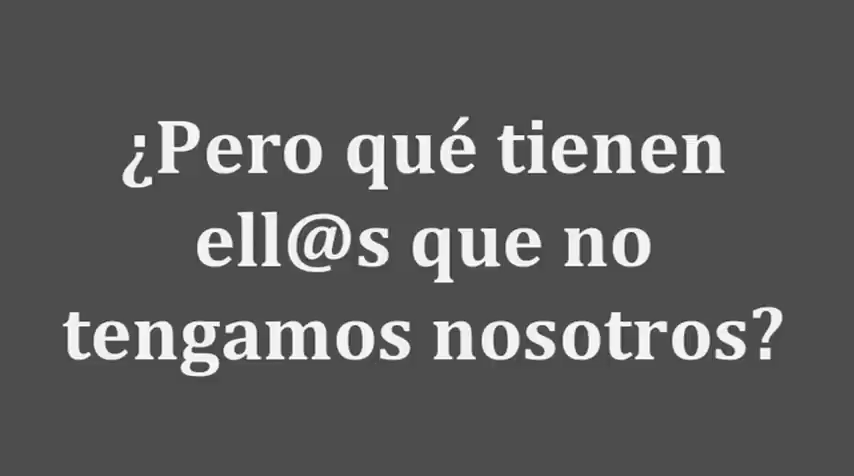 ¿Pero qué tienen
ell@s que no
tengamos nosotros?